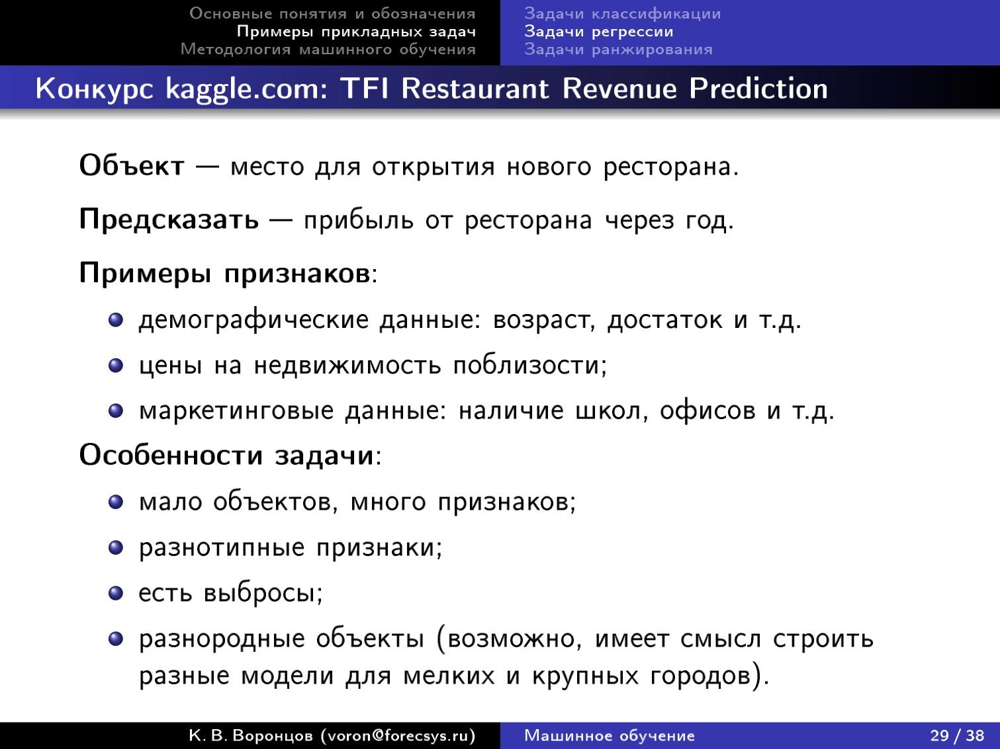 Основные понятия и обозначения
Примеры прикладных задач
Методология машинного обучения
Задачи классификации
Задачи регрессии
Задачи ранжирования
Конкурс kaggle.com: TFI Restaurant Revenue Prediction
Объект — место для открытия нового ресторана.
Предсказать — прибыль от ресторана через год.
Примеры признаков:
демографические данные: возраст, достаток и т.д.
цены на недвижимость поблизости;
маркетинговые данные: наличие школ, офисов и т.д.
Особенности задачи:
мало объектов, много признаков;
разнотипные признаки;
есть выбросы;
разнородные объекты (возможно, имеет смысл строить
разные модели для мелких и крупных городов).
К. В. Воронцов (voron@forecsys.ru)
Машинное обучение
29 / 38